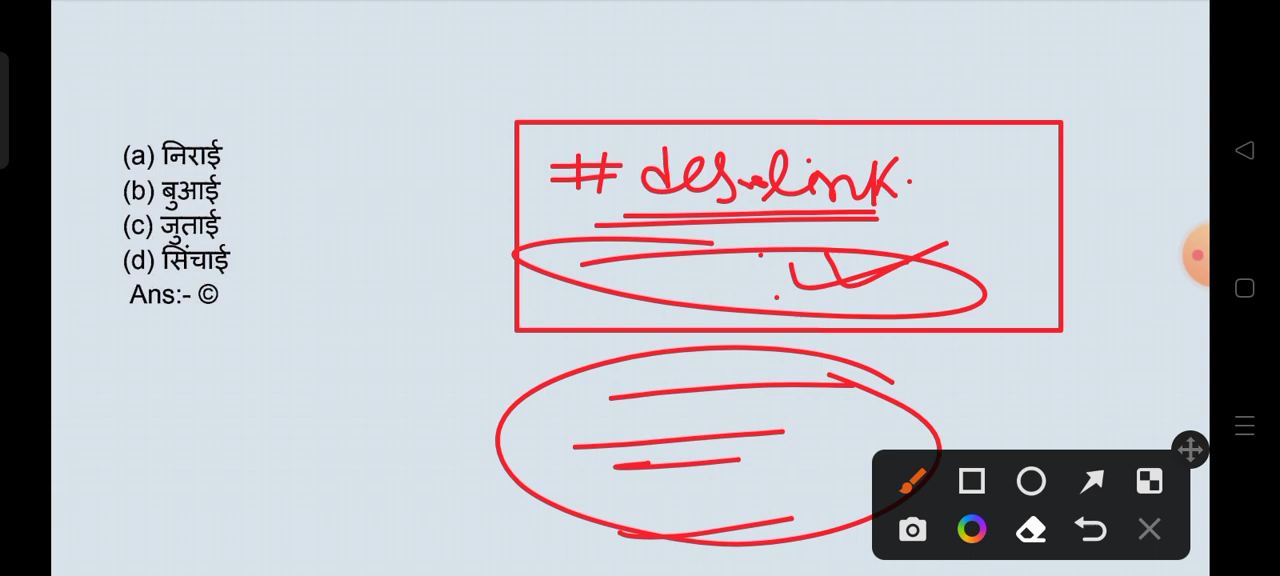 (a) निराई
(b) बुआई
(c) जुताई
(d) सिंचाई
Ans:- ©
# des-link.